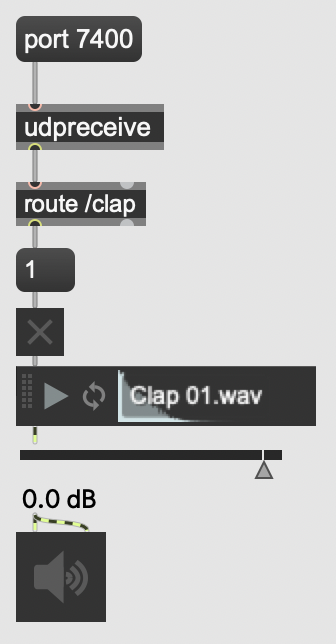 port 7400
udpreceive
route /clap
1
Clap 01.wav
0.0 dB